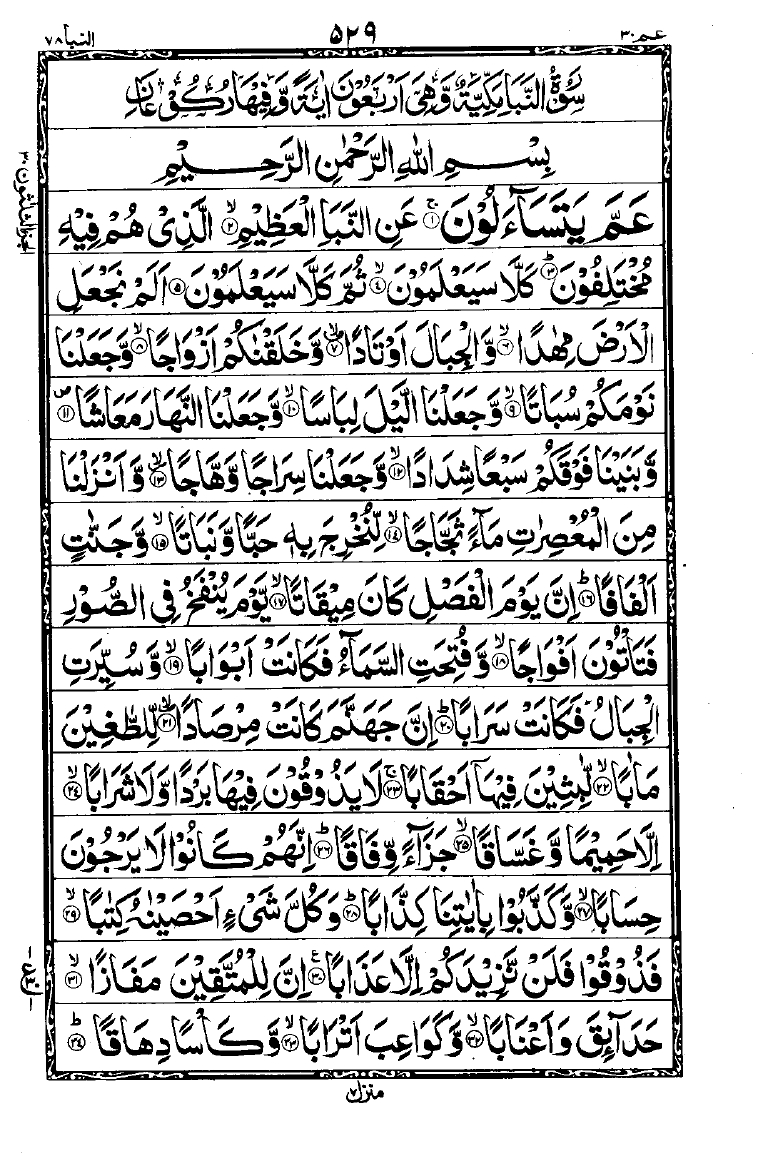 عم ٣٠
۵۲۹
النبا ۷۸
سُوْرَةُ النَّبَاِ مَكِّيَّةٌ وَّهِىَ اَرْبَعُوْنَ اٰيَةً وَّفِيْهَا رُكُوْعَانِ
بِسْمِ اللّٰهِ الرَّحْمٰنِ الرَّحِيْمِ
عَمَّ يَتَسَآءَلُوْنَ ۚ‏﴿۱﴾ عَنِ النَّبَاِ الْعَظِيْمِۙ‏ ﴿۲﴾ الَّذِىْ هُمْ فِيْهِ
مُخْتَلِفُوْنَؕ‏ ﴿۳﴾ كَلَّا سَيَعْلَمُوْنَۙ‏ ﴿۴﴾ ثُمَّ كَلَّا سَيَعْلَمُوْنَ‏ ﴿۵﴾ اَلَمْ نَجْعَلِ
الْاَرْضَ مِهٰدًاۙ‏ ﴿۶﴾ وَّالْجِبَالَ اَوْتَادًا ۙ‏﴿۷﴾ وَّخَلَقْنٰكُمْ اَزْوَاجًاۙ‏ ﴿۸﴾ وَّجَعَلْنَا
نَوْمَكُمْ سُبَاتًاۙ‏ ﴿۹﴾ وَّجَعَلْنَا الَّيْلَ لِبَاسًاۙ‏ ﴿۱۰﴾ وَّجَعَلْنَا النَّهَارَ مَعَاشًا ‏﴿۱۱﴾
وَّبَنَيْنَا فَوْقَكُمْ سَبْعًا شِدَادًاۙ‏ ﴿۱۲﴾ وَّجَعَلْنَا سِرَاجًا وَّهَّاجًا ۙ‏﴿۱۳﴾ وَّاَنْزَلْنَا
مِنَ الْمُعْصِرٰتِ مَآءً ثَجَّاجًاۙ‏ ﴿۱۴﴾ لِّنُخْرِجَ بِهٖ حَبًّا وَّنَبَاتًاۙ‏ ﴿۱۵﴾ وَّجَنّٰتٍ
اَلْفَافًاؕ‏ ﴿۱۶﴾ اِنَّ يَوْمَ الْفَصْلِ كَانَ مِيْقَاتًاۙ‏ ﴿۱۷﴾ يَّوْمَ يُنْفَخُ فِى الصُّوْرِ
فَتَاْتُوْنَ اَفْوَاجًاۙ‏ ﴿۱۸﴾ وَّفُتِحَتِ السَّمَآءُ فَكَانَتْ اَبْوَابًاۙ‏ ﴿۱۹﴾ وَّسُيِّرَتِ
الْجِبَالُ فَكَانَتْ سَرَابًاؕ‏ ﴿۲۰﴾ اِنَّ جَهَنَّمَ كَانَتْ مِرْصَادًاۙ‏ ﴿۲۱﴾ لِّلطّٰغِيْنَ
مَاٰبًاۙ‏ ﴿۲۲﴾ لّٰبِثِيْنَ فِيْهَاۤ اَحْقَابًا ۚ‏﴿۲۳﴾ لَا يَذُوْقُوْنَ فِيْهَا بَرْدًا وَّلَا شَرَابًاۙ‏ ﴿۲۴﴾
اِلَّا حَمِيْمًا وَّغَسَّاقًاۙ‏ ﴿۲۵﴾ جَزَآءً وِّفَاقًاؕ‏ ﴿۲۶﴾ اِنَّهُمْ كَانُوْا لَا يَرْجُوْنَ
حِسَابًاۙ‏ ﴿۲۷﴾ وَّكَذَّبُوْا بِاٰيٰتِنَا كِذَّابًاؕ‏ ﴿۲۸﴾ وَكُلَّ شَىْءٍ اَحْصَيْنٰهُ كِتٰبًاۙ‏ ﴿۲۹﴾
فَذُوْقُوْا فَلَنْ نَّزِيْدَكُمْ اِلَّا عَذَابًا ‏﴿۳۰﴾ اِنَّ لِلْمُتَّقِيْنَ مَفَازًاۙ‏ ﴿۳۱﴾
حَدَآئِقَ وَاَعْنَابًاۙ‏ ﴿۳۲﴾ وَّكَوَاعِبَ اَتْرَابًاۙ‏ ﴿۳۳﴾ وَّكَاْسًا دِهَاقًاؕ‏ ﴿۳۴﴾
منزل ۷
الجزء الثلثون ٣٠